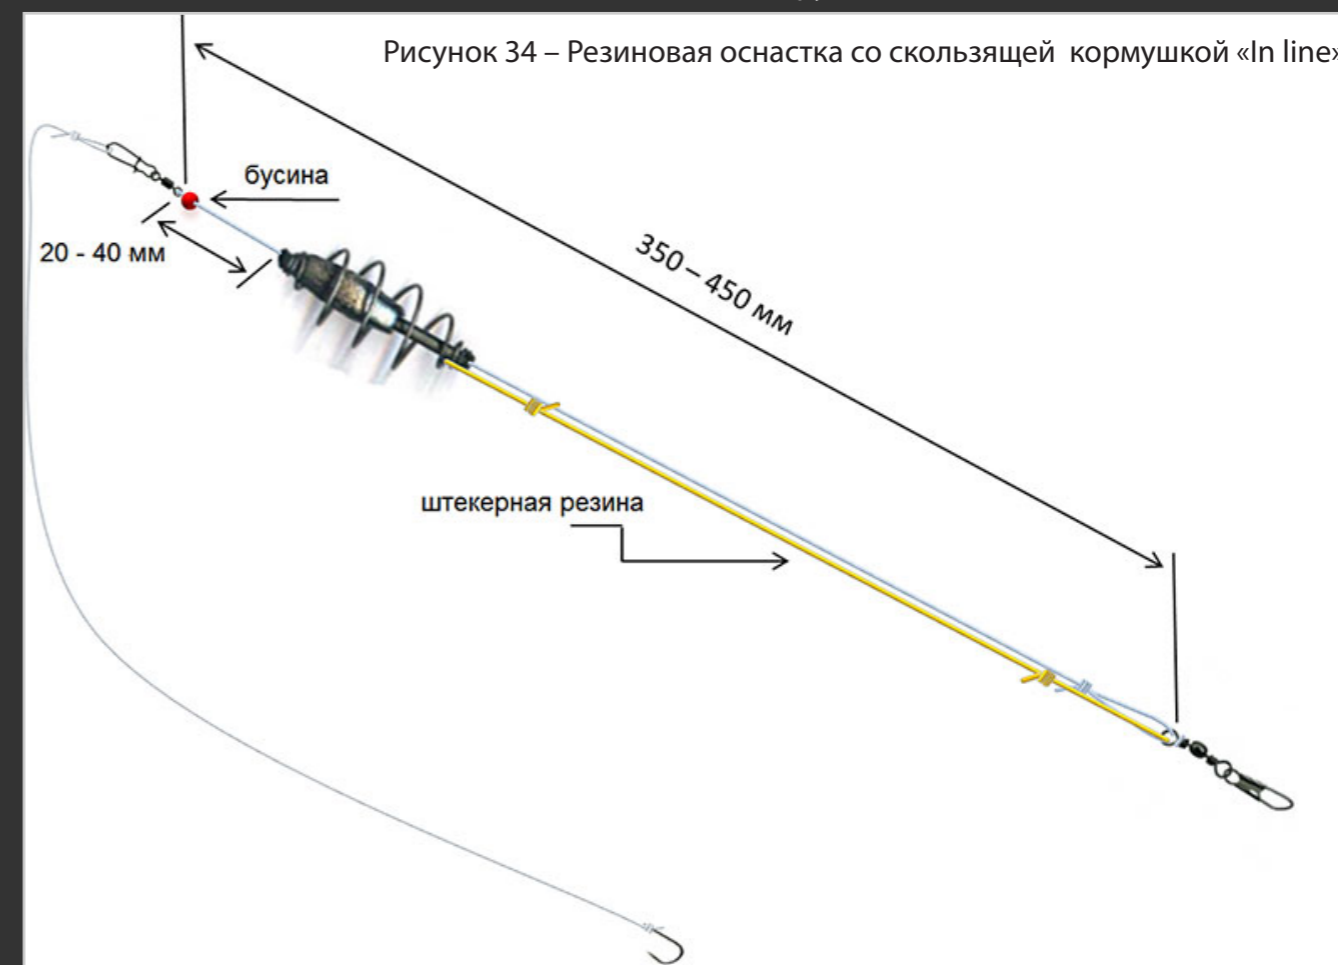 Рисунок 34 – Резиновая оснастка со скользящей кормушкой «In line»
бусина
20 - 40 мм
350 – 450 мм
штекерная резина